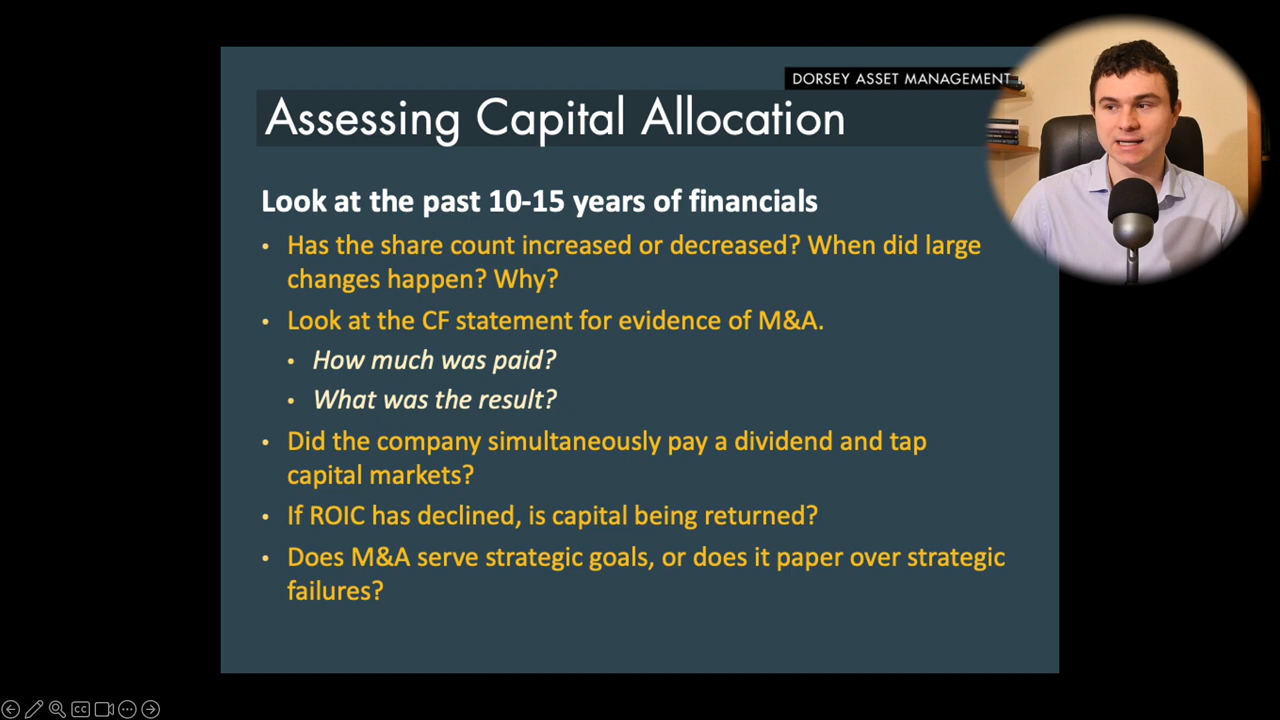 DORSEY ASSET MANAGEMENT
Assessing Capital Allocation
Look at the past 10-15 years of financials
• Has the share count increased or decreased? When did large
changes happen? Why?
• Look at the CF statement for evidence of M&A.
• How much was paid?
• What was the result?
• Did the company simultaneously pay a dividend and tap
capital markets?
• If ROIC has declined, is capital being returned?
• Does M&A serve strategic goals, or does it paper over strategic
failures?
CC